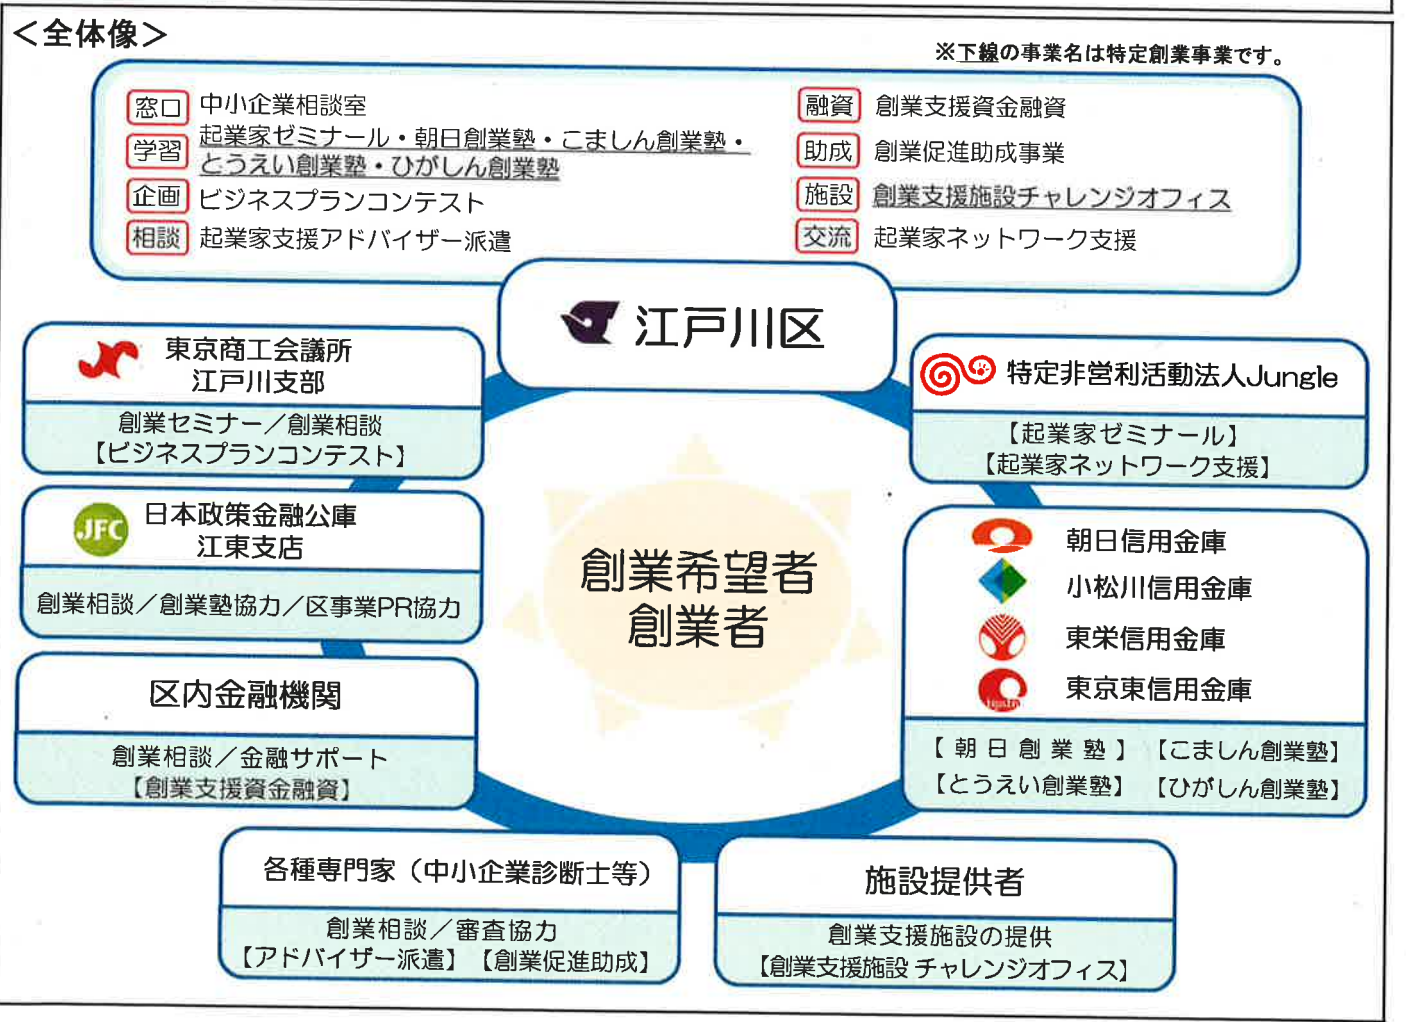 ＜全体像＞
※下線の事業名は特定創業事業です。
窓口 中小企業相談室
学習 起業家ゼミナール・朝日創業塾・こましん創業塾・
とうえい創業塾・ひがしん創業塾
企画 ビジネスプランコンテスト
相談 起業家支援アドバイザー派遣
融資 創業支援資金融資
助成 創業促進助成事業
施設 創業支援施設チャレンジオフィス
交流 起業家ネットワーク支援
江戸川区
東京商工会議所
江戸川支部
創業セミナー／創業相談
【ビジネスプランコンテスト】
特定非営利活動法人Jungle
【起業家ゼミナール】
【起業家ネットワーク支援】
JFC
日本政策金融公庫
江東支店
創業相談／創業塾協力／区事業PR協力
創業希望者
創業者
朝日信用金庫
小松川信用金庫
東栄信用金庫
東京東信用金庫
【朝日創業塾】 【こましん創業塾】
【とうえい創業塾】 【ひがしん創業塾】
区内金融機関
創業相談／金融サポート
【創業支援資金融資】
各種専門家（中小企業診断士等）
創業相談／審査協力
【アドバイザー派遣】【創業促進助成】
施設提供者
創業支援施設の提供
【創業支援施設 チャレンジオフィス】